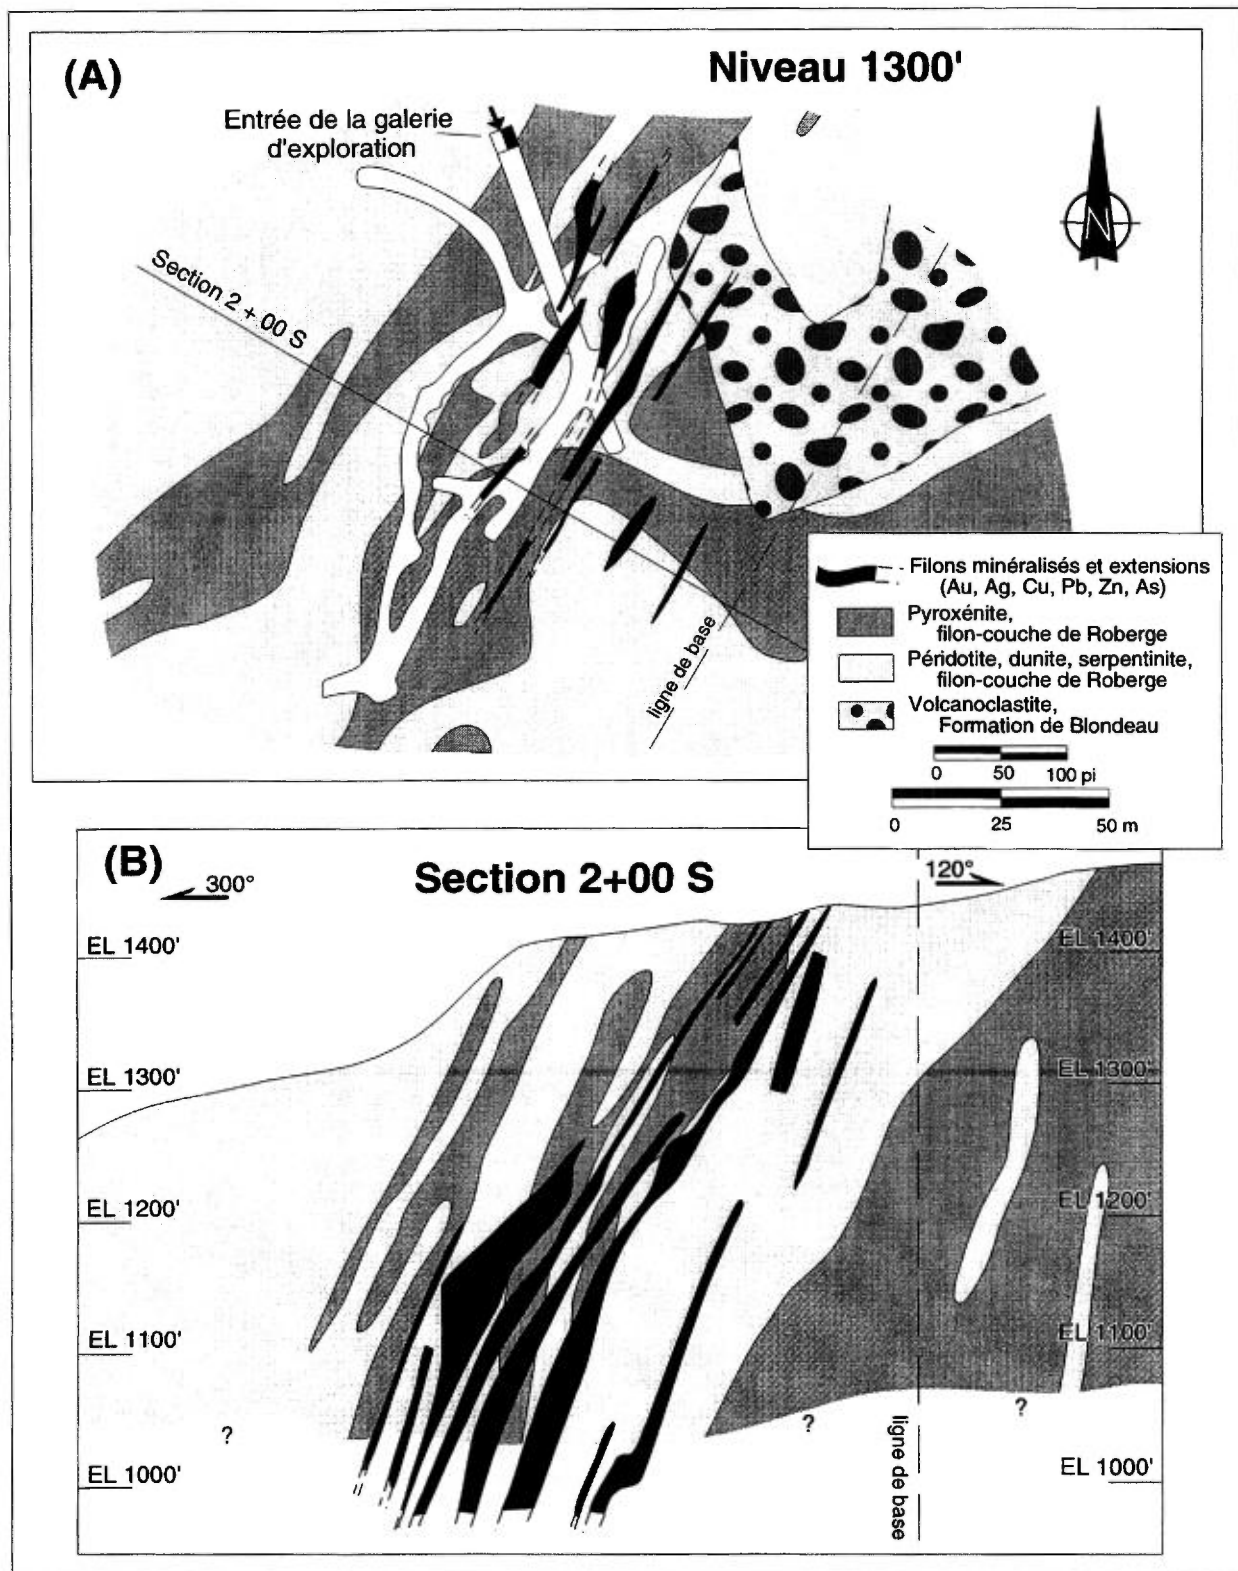 (A)
Niveau 1300'
Entrée de la galerie
d'exploration
N
Section 2 + 00 S
ligne de base
Filons minéralisés et extensions
(Au, Ag, Cu, Pb, Zn, As)
Pyroxénite,
filon-couche de Roberge
Péridotite, dunite, serpentinite,
filon-couche de Roberge
Volcanoclastite,
Formation de Blondeau
0 50 100 pi
0 25 50 m
(B)
300°
Section 2+00 S
120°
EL 1400'
EL 1400'
EL 1300'
EL 1300'
EL 1200'
EL 1200'
EL 1100'
EL 1100'
?
?
?
EL 1000'
EL 1000'
ligne de base